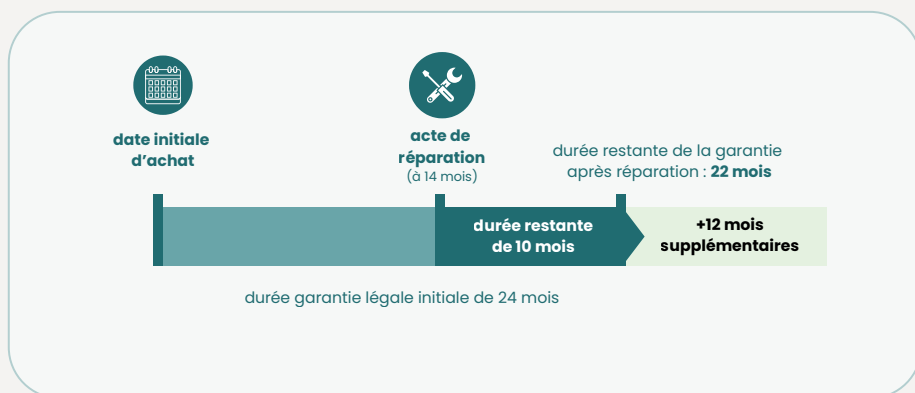 date initiale
d’achat
acte de
réparation
(à 14 mois)
durée restante de la garantie
après réparation : 22 mois
durée restante
de 10 mois
+12 mois
supplémentaires
durée garantie légale initiale de 24 mois